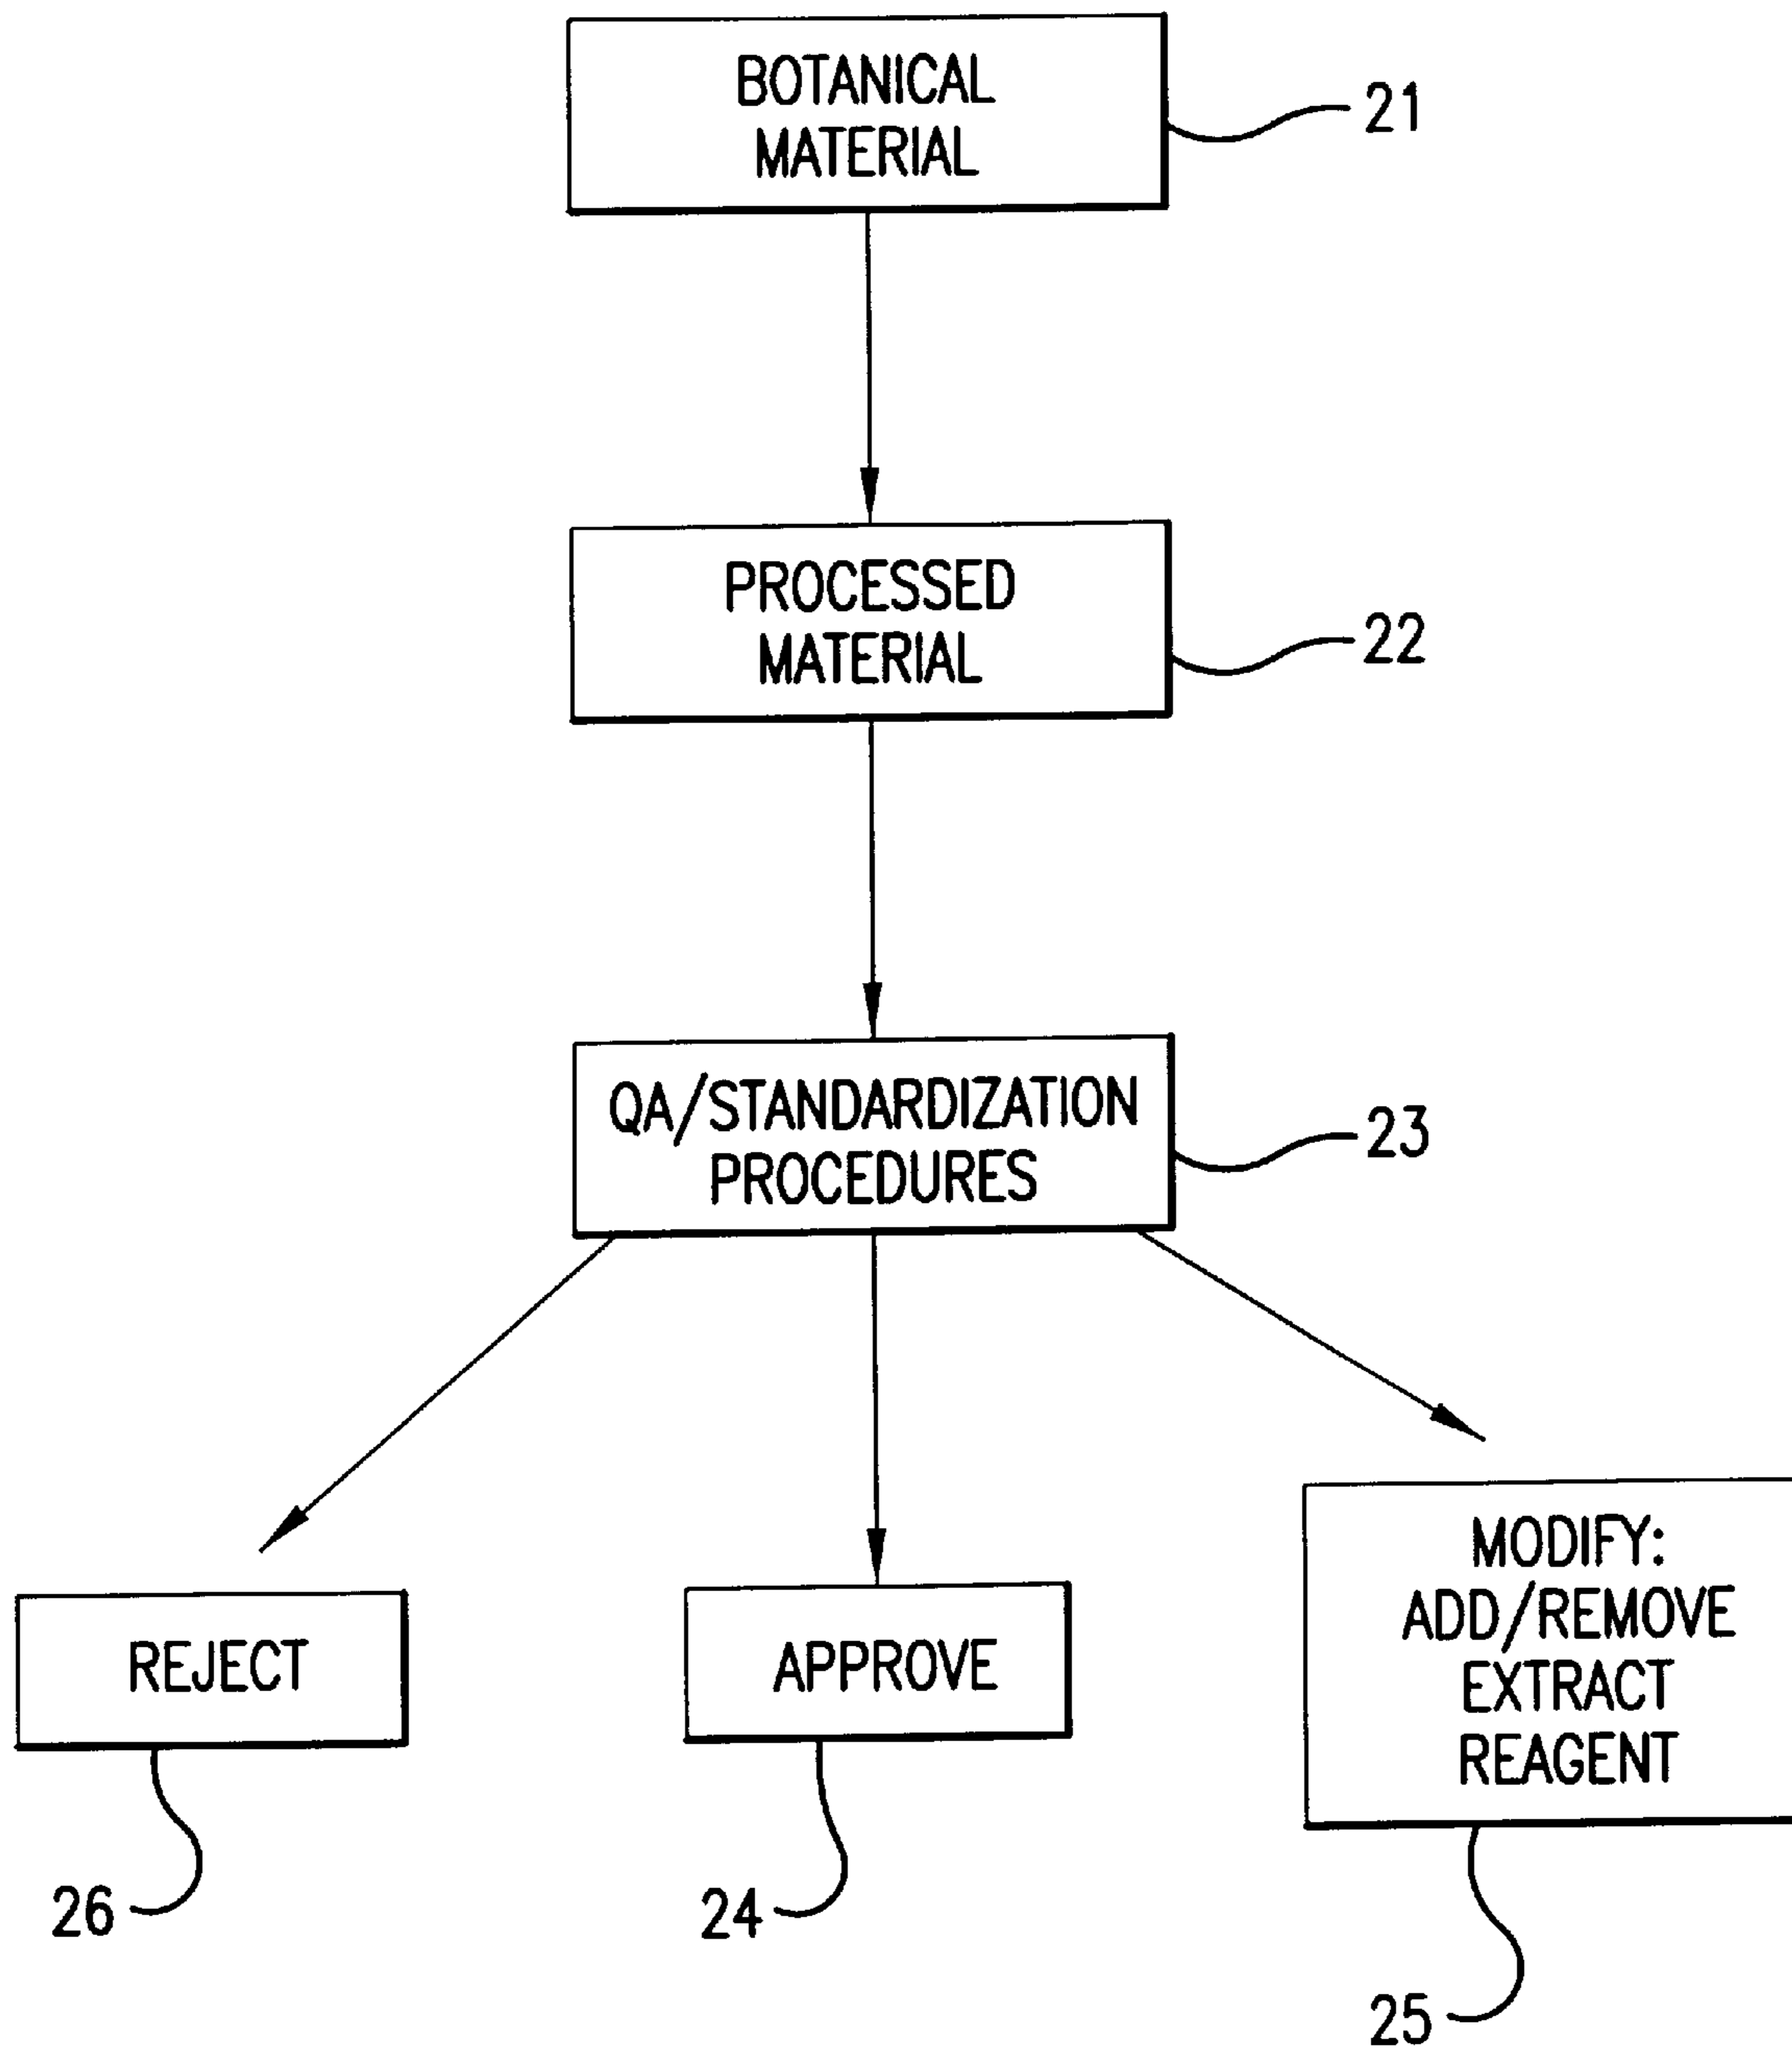 BOTANICAL
MATERIAL
21
PROCESSED
MATERIAL
22
QA/STANDARDIZATION
PROCEDURES
23
REJECT
26
APPROVE
24
MODIFY:
ADD/REMOVE
EXTRACT
REAGENT
25